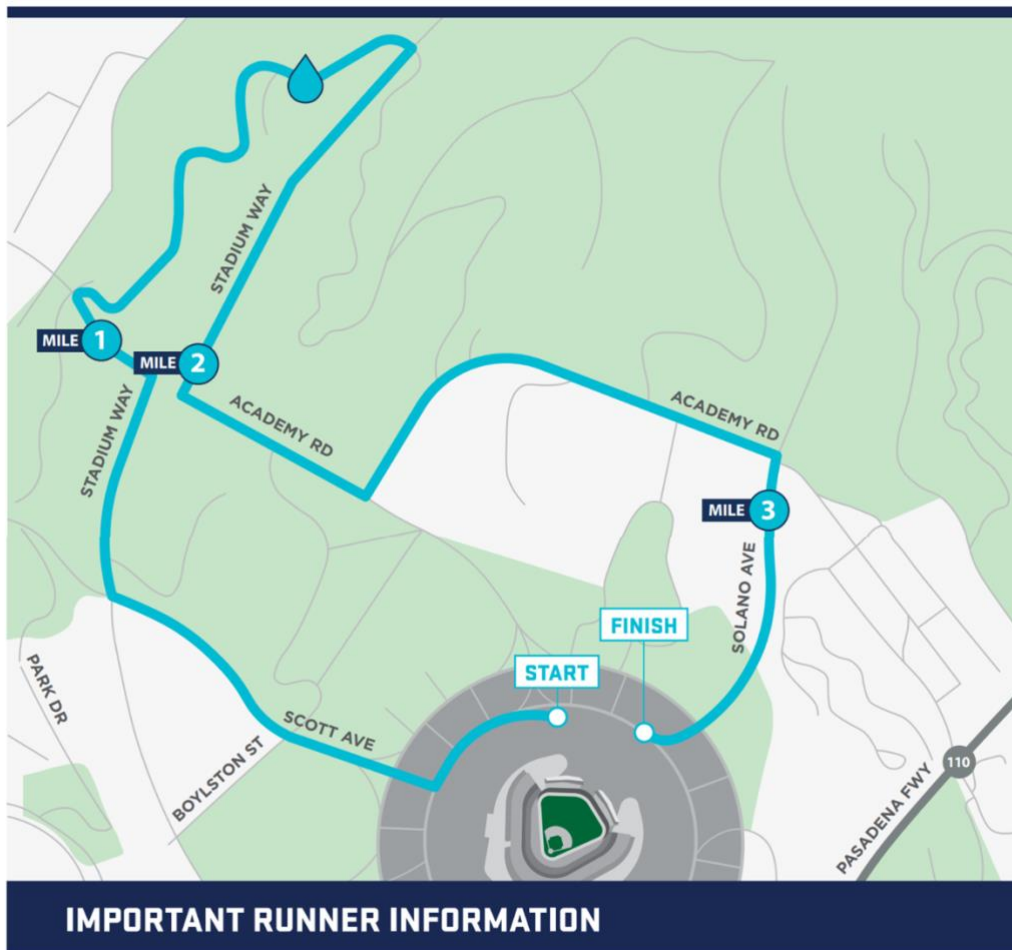 STADIUM WAY
MILE 1
MILE 2
STADIUM WAY
ACADEMY RD
ACADEMY RD
MILE 3
SOLANO AVE
FINISH
START
PARK DR
SCOTT AVE
BOYLSTON ST
110
PASADENA FWY
IMPORTANT RUNNER INFORMATION